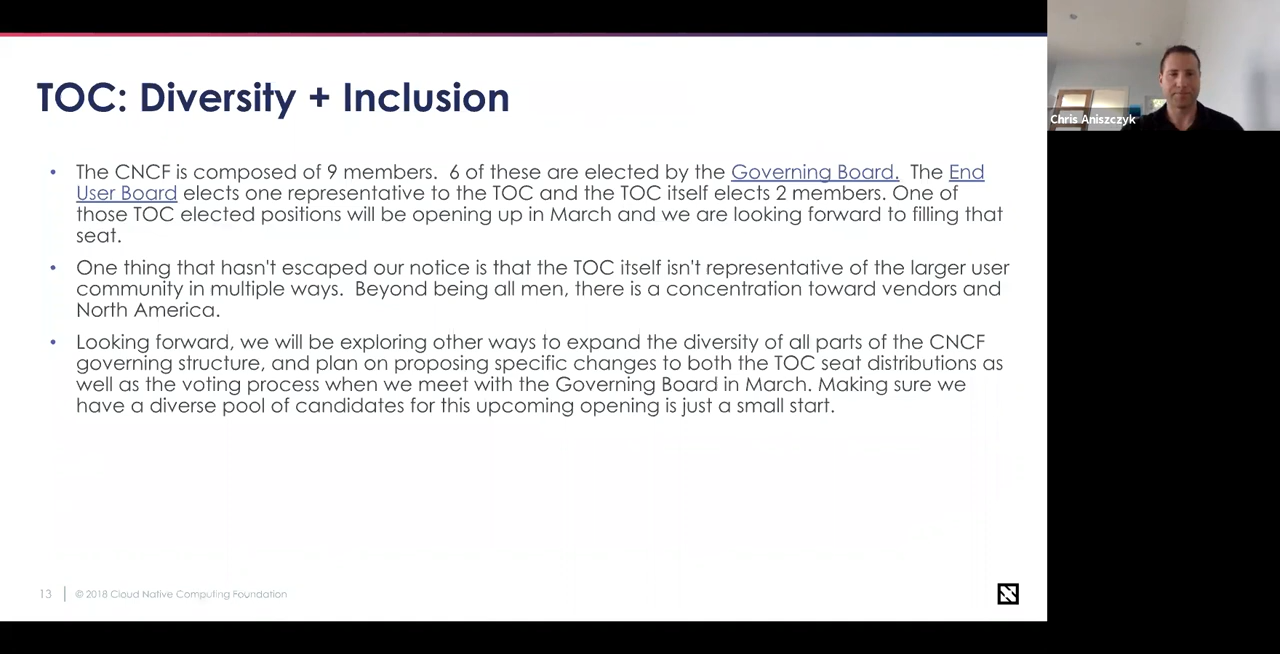 TOC: Diversity + Inclusion
• The CNCF is composed of 9 members.  6 of these are elected by the Governing Board.  The End
User Board elects one representative to the TOC and the TOC itself elects 2 members. One of
those TOC elected positions will be opening up in March and we are looking forward to filling that
seat.
• One thing that hasn't escaped our notice is that the TOC itself isn't representative of the larger user
community in multiple ways.  Beyond being all men, there is a concentration toward vendors and
North America.
• Looking forward, we will be exploring other ways to expand the diversity of all parts of the CNCF
governing structure, and plan on proposing specific changes to both the TOC seat distributions as
well as the voting process when we meet with the Governing Board in March. Making sure we
have a diverse pool of candidates for this upcoming opening is just a small start.
13 © 2018 Cloud Native Computing Foundation
Chris Aniszczyk